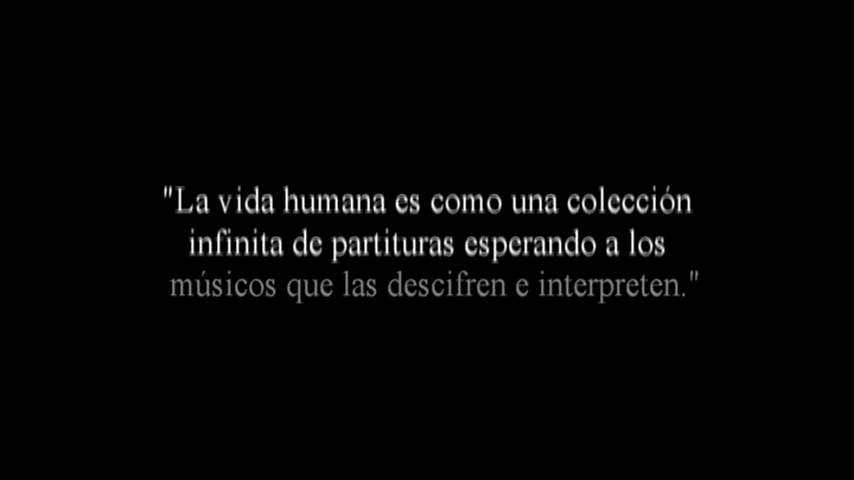 "La vida humana es como una colección
infinita de partituras esperando a los
músicos que las descifren e interpreten."